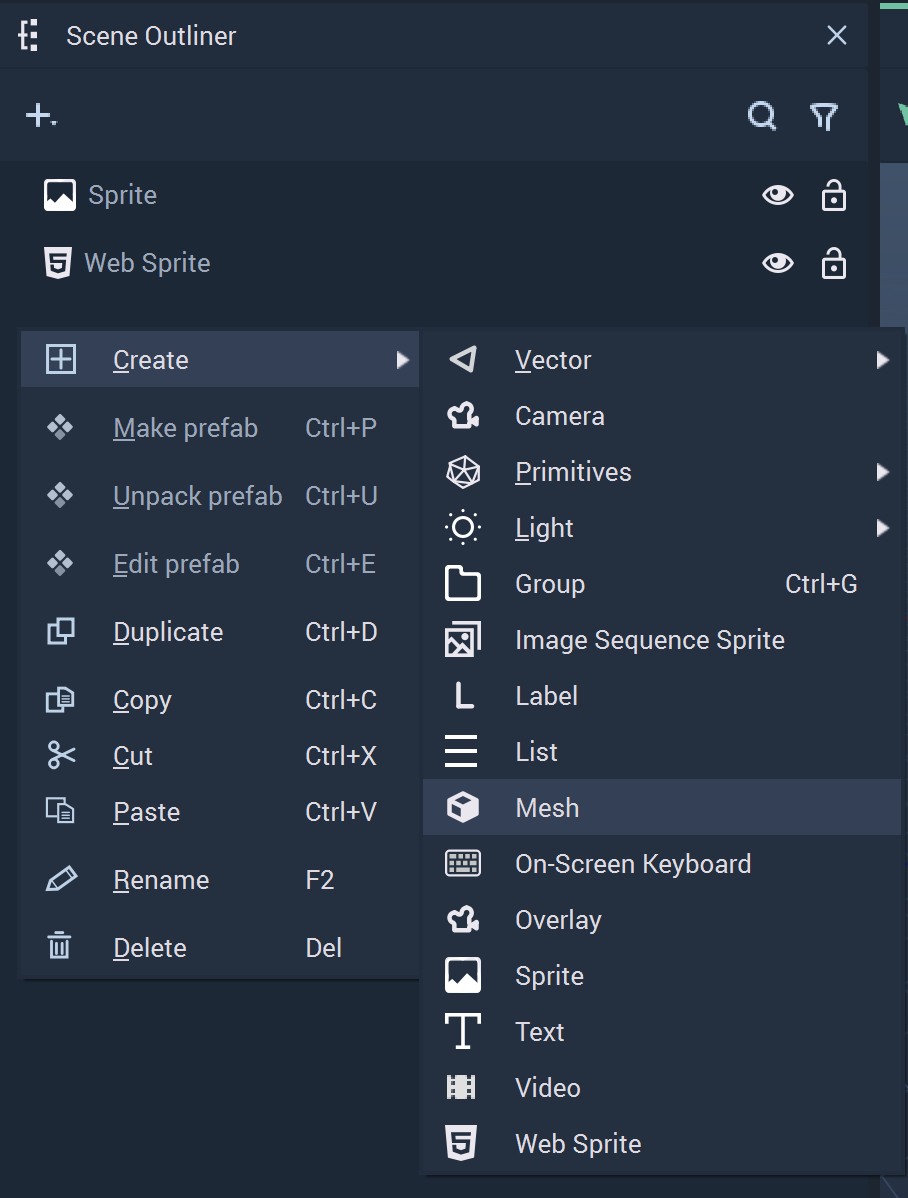 Scene Outliner
Sprite
Web Sprite
Create
Make prefab Ctrl+P
Unpack prefab Ctrl+U
Edit prefab Ctrl+E
Duplicate Ctrl+D
Copy Ctrl+C
Cut Ctrl+X
Paste Ctrl+V
Rename F2
Delete Del
Vector
Camera
Primitives
Light
Group Ctrl+G
Image Sequence Sprite
Label
List
Mesh
On-Screen Keyboard
Overlay
Sprite
Text
Video
Web Sprite